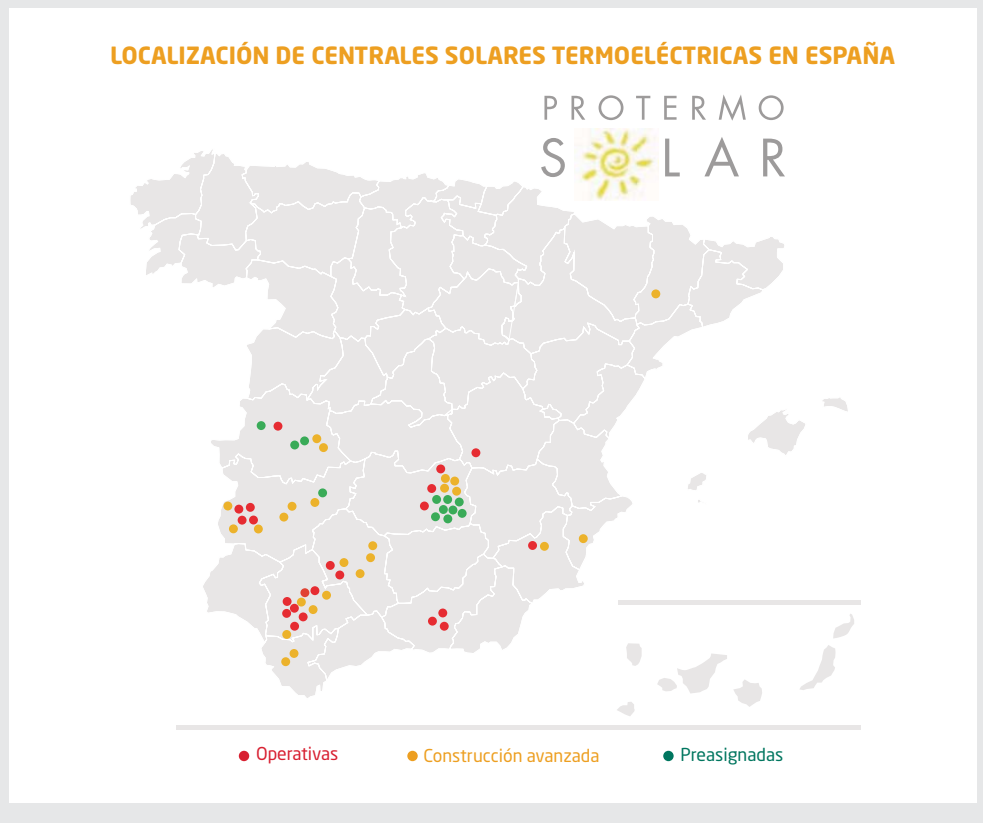 LOCALIZACIÓN DE CENTRALES SOLARES TERMOELÉCTRICAS EN ESPAÑA
PROTERMO
SOLAR
Operativas
Construcción avanzada
Preasignadas